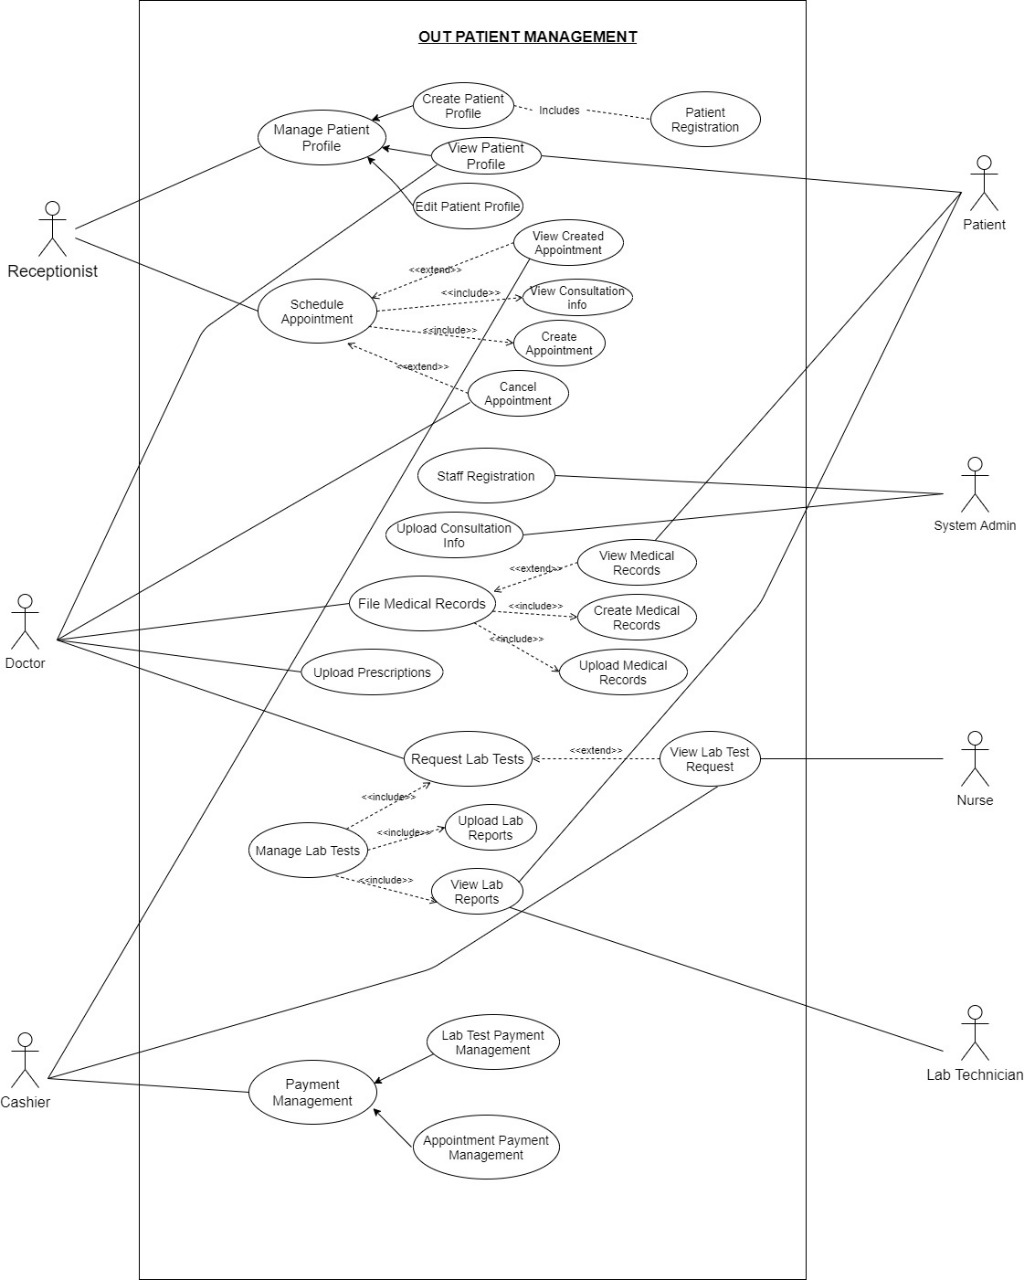 OUT PATIENT MANAGEMENT
Create Patient
Profile
Includes
Patient
Registration
Manage Patient
Profile
View Patient
Profile
Edit Patient Profile
Patient
Receptionist
View Created
Appointment
<<extend>>
Schedule
Appointment
<<include>>
View Consultation
info
<<include>>
Create
Appointment
<<extend>>
Cancel
Appointment
Staff Registration
System Admin
Upload Consultation
Info
View Medical
Records
<<extend>>
File Medical Records
<<include>>
Create Medical
Records
<<include>>
Upload Medical
Records
Doctor
Upload Prescriptions
Request Lab Tests
<<extend>>
View Lab Test
Request
Nurse
<<include>>
Upload Lab
Reports
<<include>>
Manage Lab Tests
<<include>>
View Lab
Reports
Lab Test Payment
Management
Lab Technician
Cashier
Payment
Management
Appointment Payment
Management